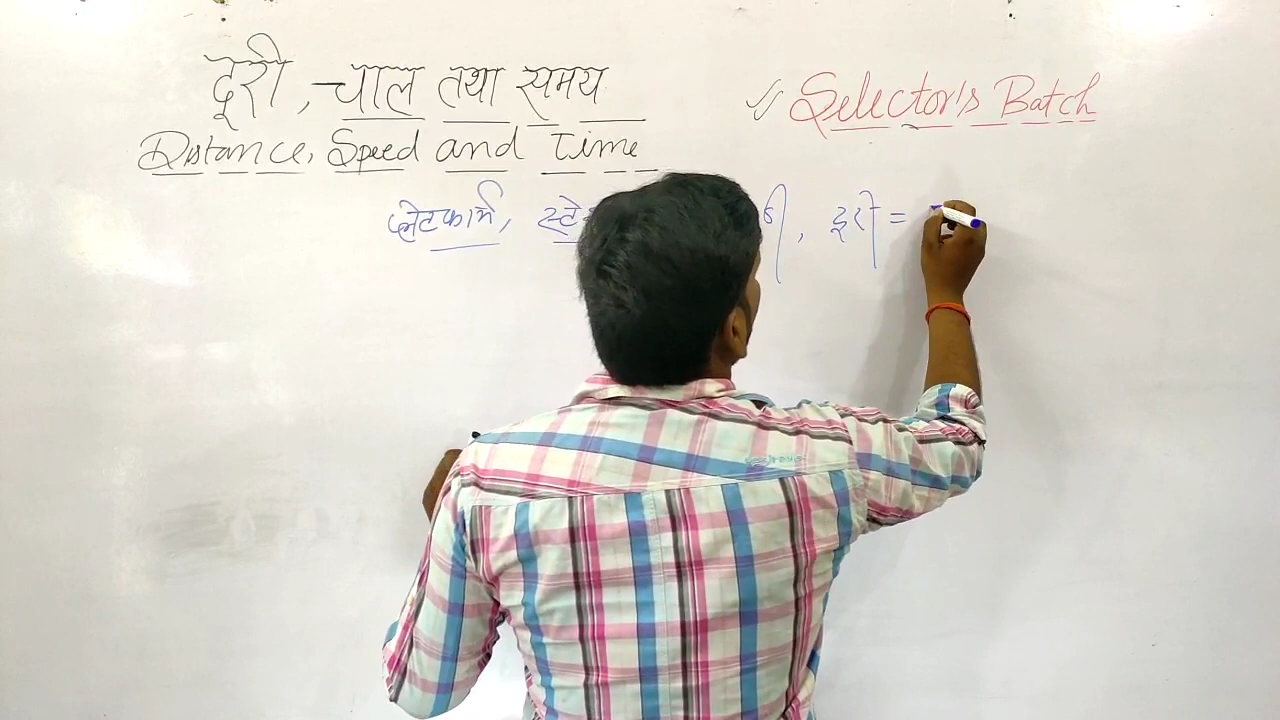 दूरी, चाल तथा समय
Selector's Batch
Distance, Speed and Time
प्लेटफार्म, स्टे , दूरी =